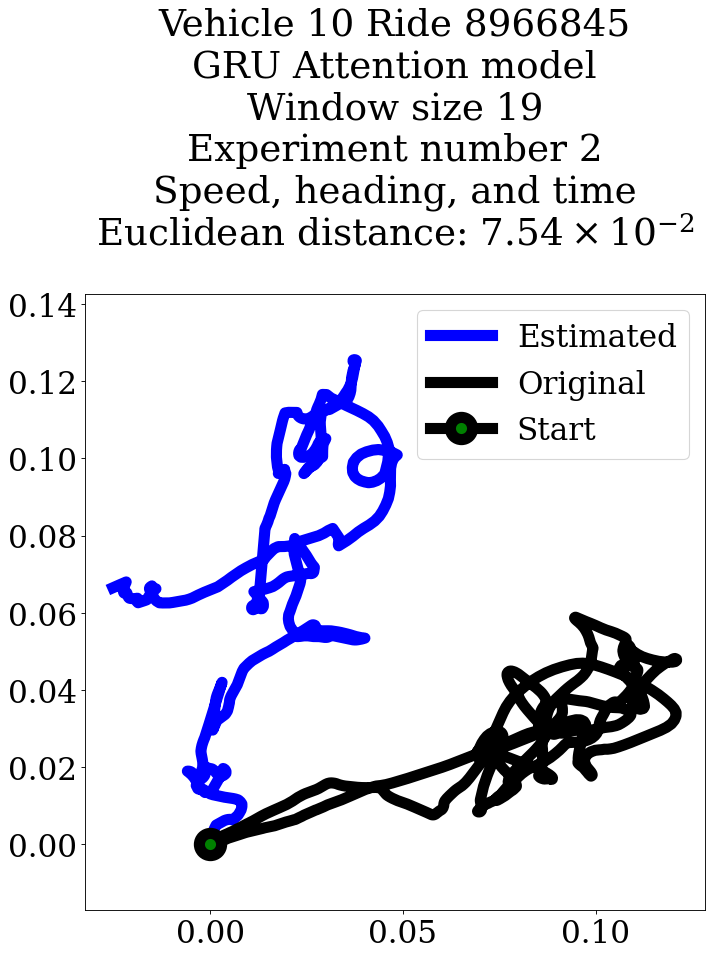 Vehicle 10 Ride 8966845
GRU Attention model
Window size 19
Experiment number 2
Speed, heading, and time
Euclidean distance: 7.54 × 10⁻²
0.14
0.12
0.10
0.08
0.06
0.04
0.02
0.00
Estimated
Original
Start
0.00
0.05
0.10